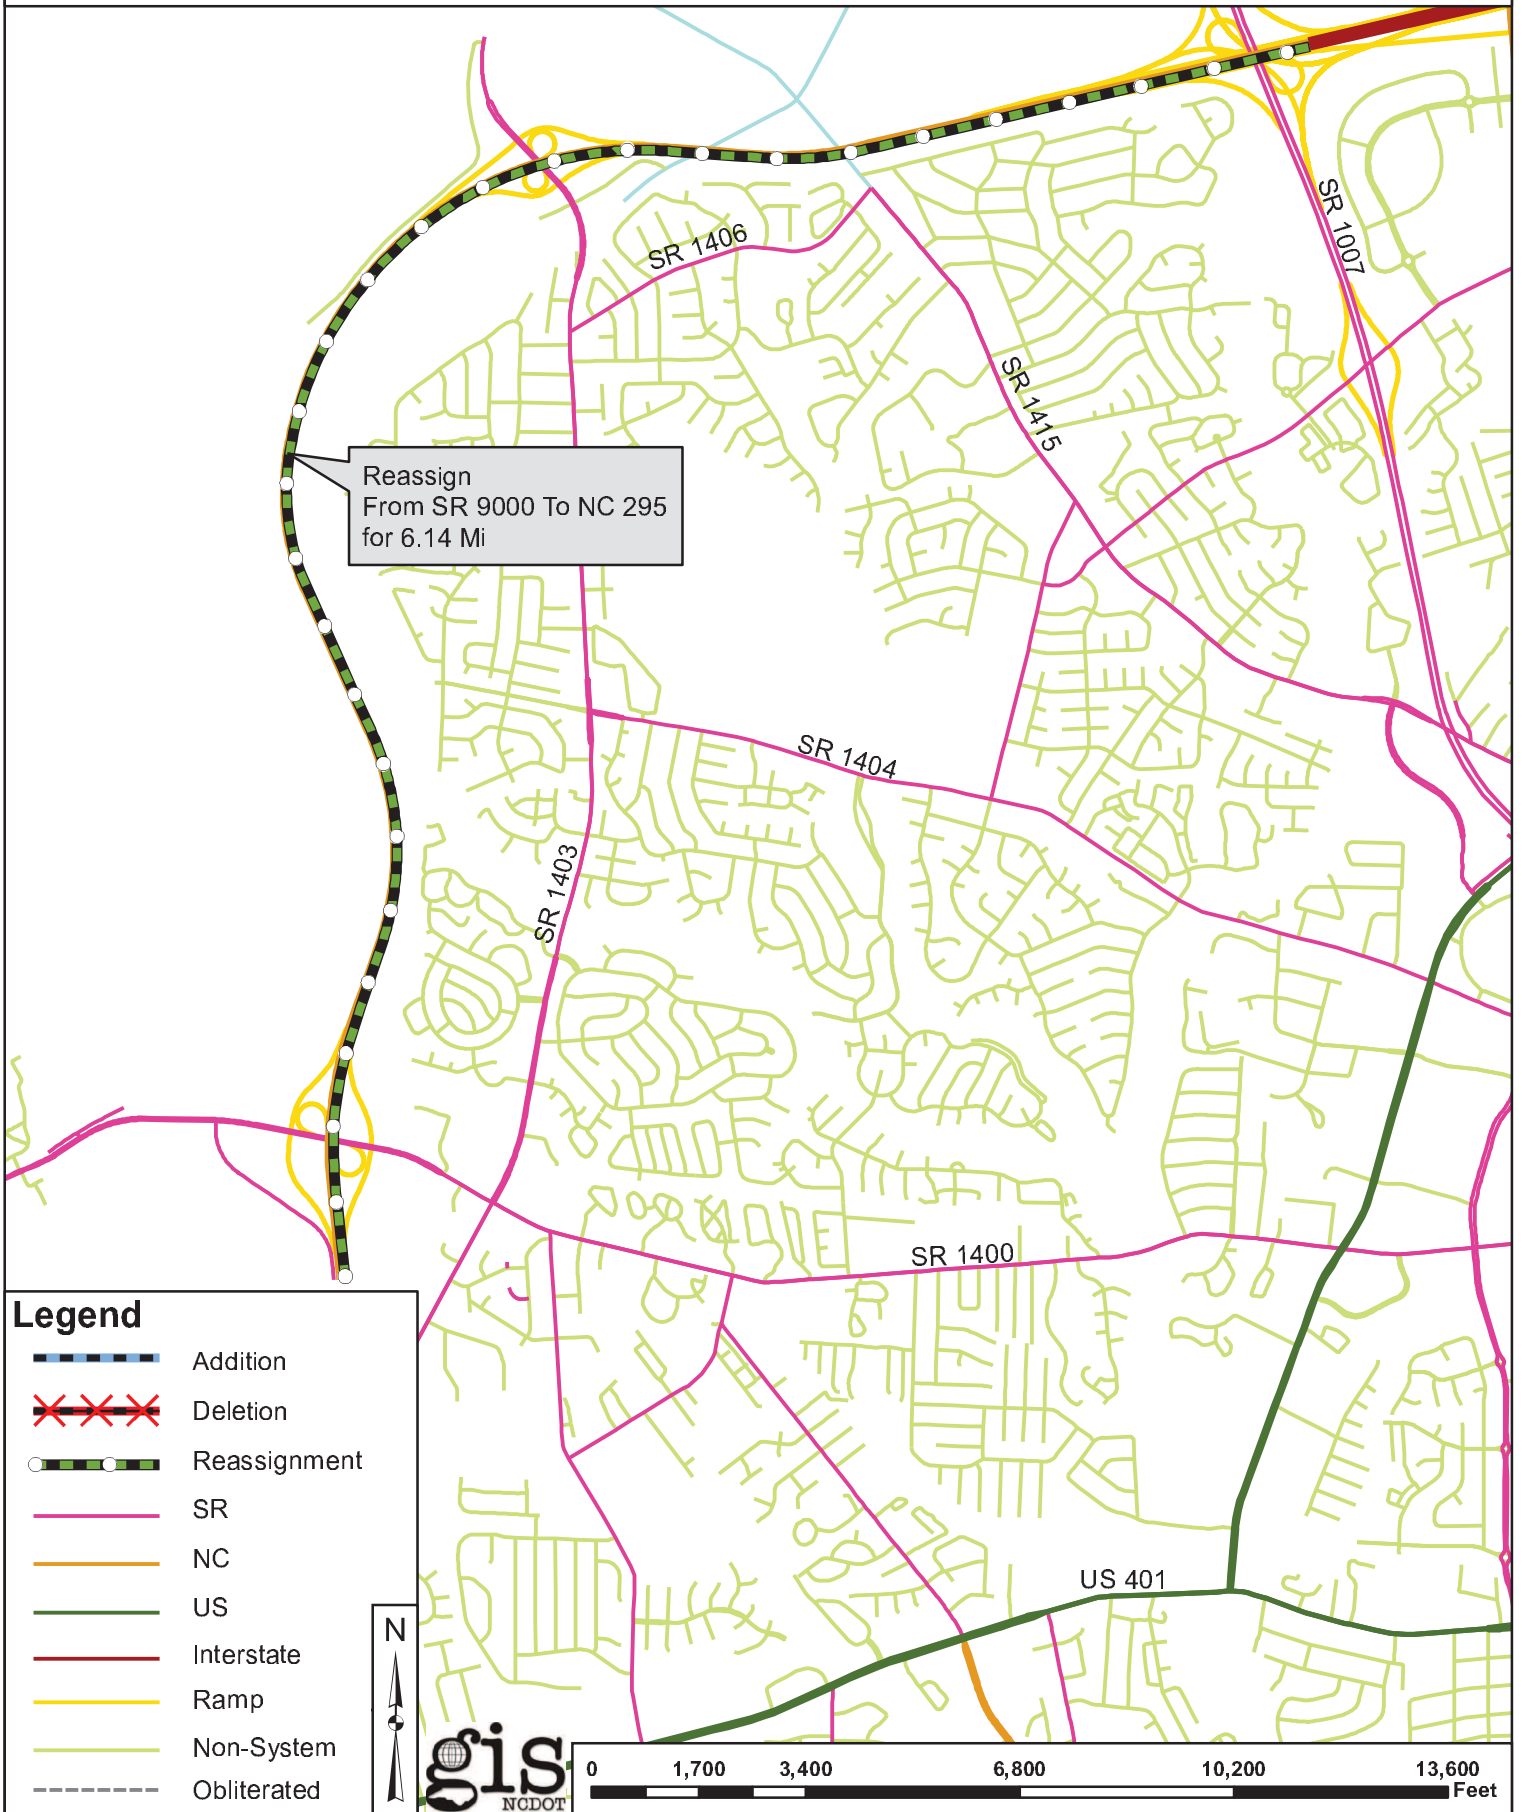 SR 1007
SR 1406
SR 1415
Reassign
From SR 9000 To NC 295
for 6.14 Mi
SR 1404
SR 1403
SR 1400
US 401
Legend
Addition
Deletion
Reassignment
SR
NC
US
Interstate
Ramp
Non-System
Obliterated
N
gis
NCDOT
0 1,700 3,400 6,800 10,200 13,600
Feet